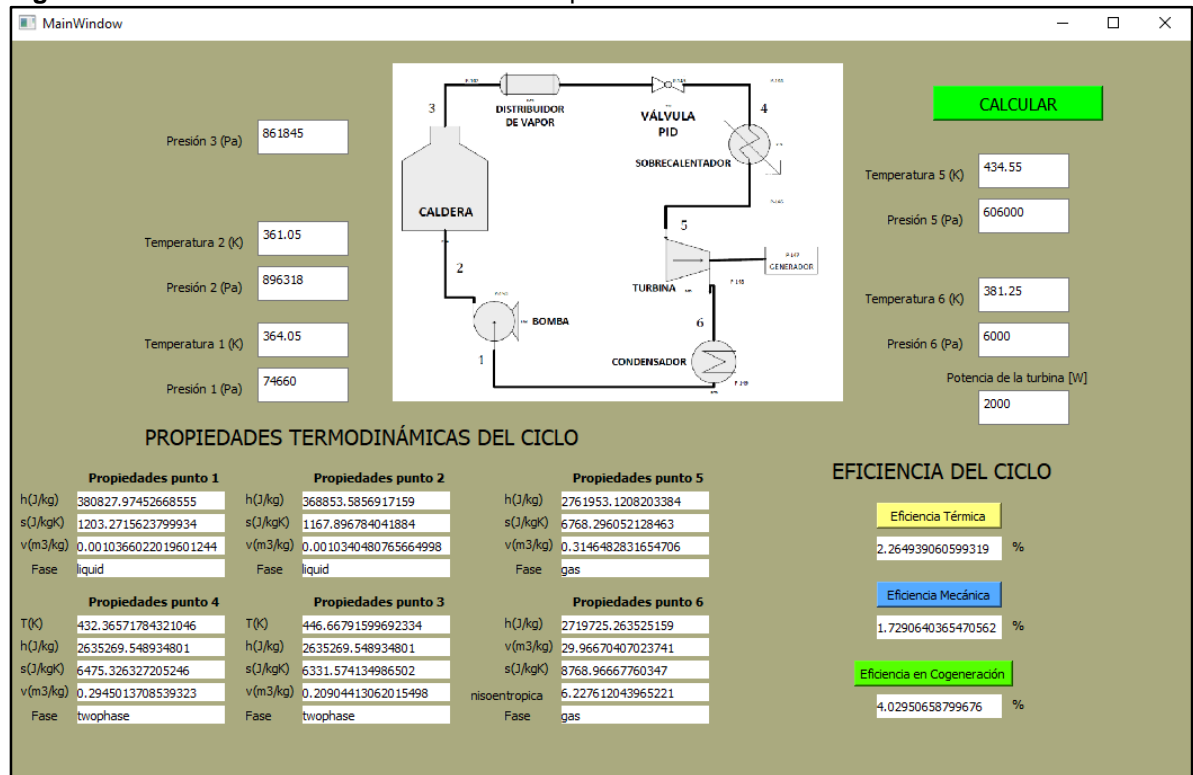 MainWindow
CALCULAR
Presión 3 (Pa) 861845
Temperatura 2 (K) 361.05
Presión 2 (Pa) 896318
Temperatura 1 (K) 364.05
Presión 1 (Pa) 74660
3
DISTRIBUIDOR
DE VAPOR
VÁLVULA
PID
4
SOBRECALENTADOR
CALDERA
5
GENERADOR
2
TURBINA
BOMBA
6
1
CONDENSADOR
Temperatura 5 (K) 434.55
Presión 5 (Pa) 606000
Temperatura 6 (K) 381.25
Presión 6 (Pa) 6000
Potencia de la turbina [W]
2000
PROPIEDADES TERMODINÁMICAS DEL CICLO
Propiedades punto 1 Propiedades punto 2 Propiedades punto 5
h(J/kg) 380827.97452668555 h(J/kg) 368853.5856917159 h(J/kg) 2761953.1208203384
s(J/kgK) 1203.2715623799934 s(J/kgK) 1167.896784041884 s(J/kgK) 6768.296052128463
v(m3/kg) 0.0010366022019601244 v(m3/kg) 0.0010340480765664998 v(m3/kg) 0.3146482831654706
Fase liquid Fase liquid Fase gas
Propiedades punto 4 Propiedades punto 3 Propiedades punto 6
T(K) 432.36571784321046 T(K) 446.66791599692334 h(J/kg) 2719725.263525159
h(J/kg) 2635269.548934801 h(J/kg) 2635269.548934801 v(m3/kg) 29.96670407023741
s(J/kgK) 6475.326327205246 s(J/kgK) 6331.574134986502 s(J/kgK) 8768.96667760347
v(m3/kg) 0.2945013708539323 v(m3/kg) 0.20904413062015498 nisoentropica 6.227612043965221
Fase twophase Fase twophase Fase gas
EFICIENCIA DEL CICLO
Eficiencia Térmica
2.264939060599319 %
Eficiencia Mecánica
1.7290640365470562 %
Eficiencia en Cogeneración
4.02950658799676 %